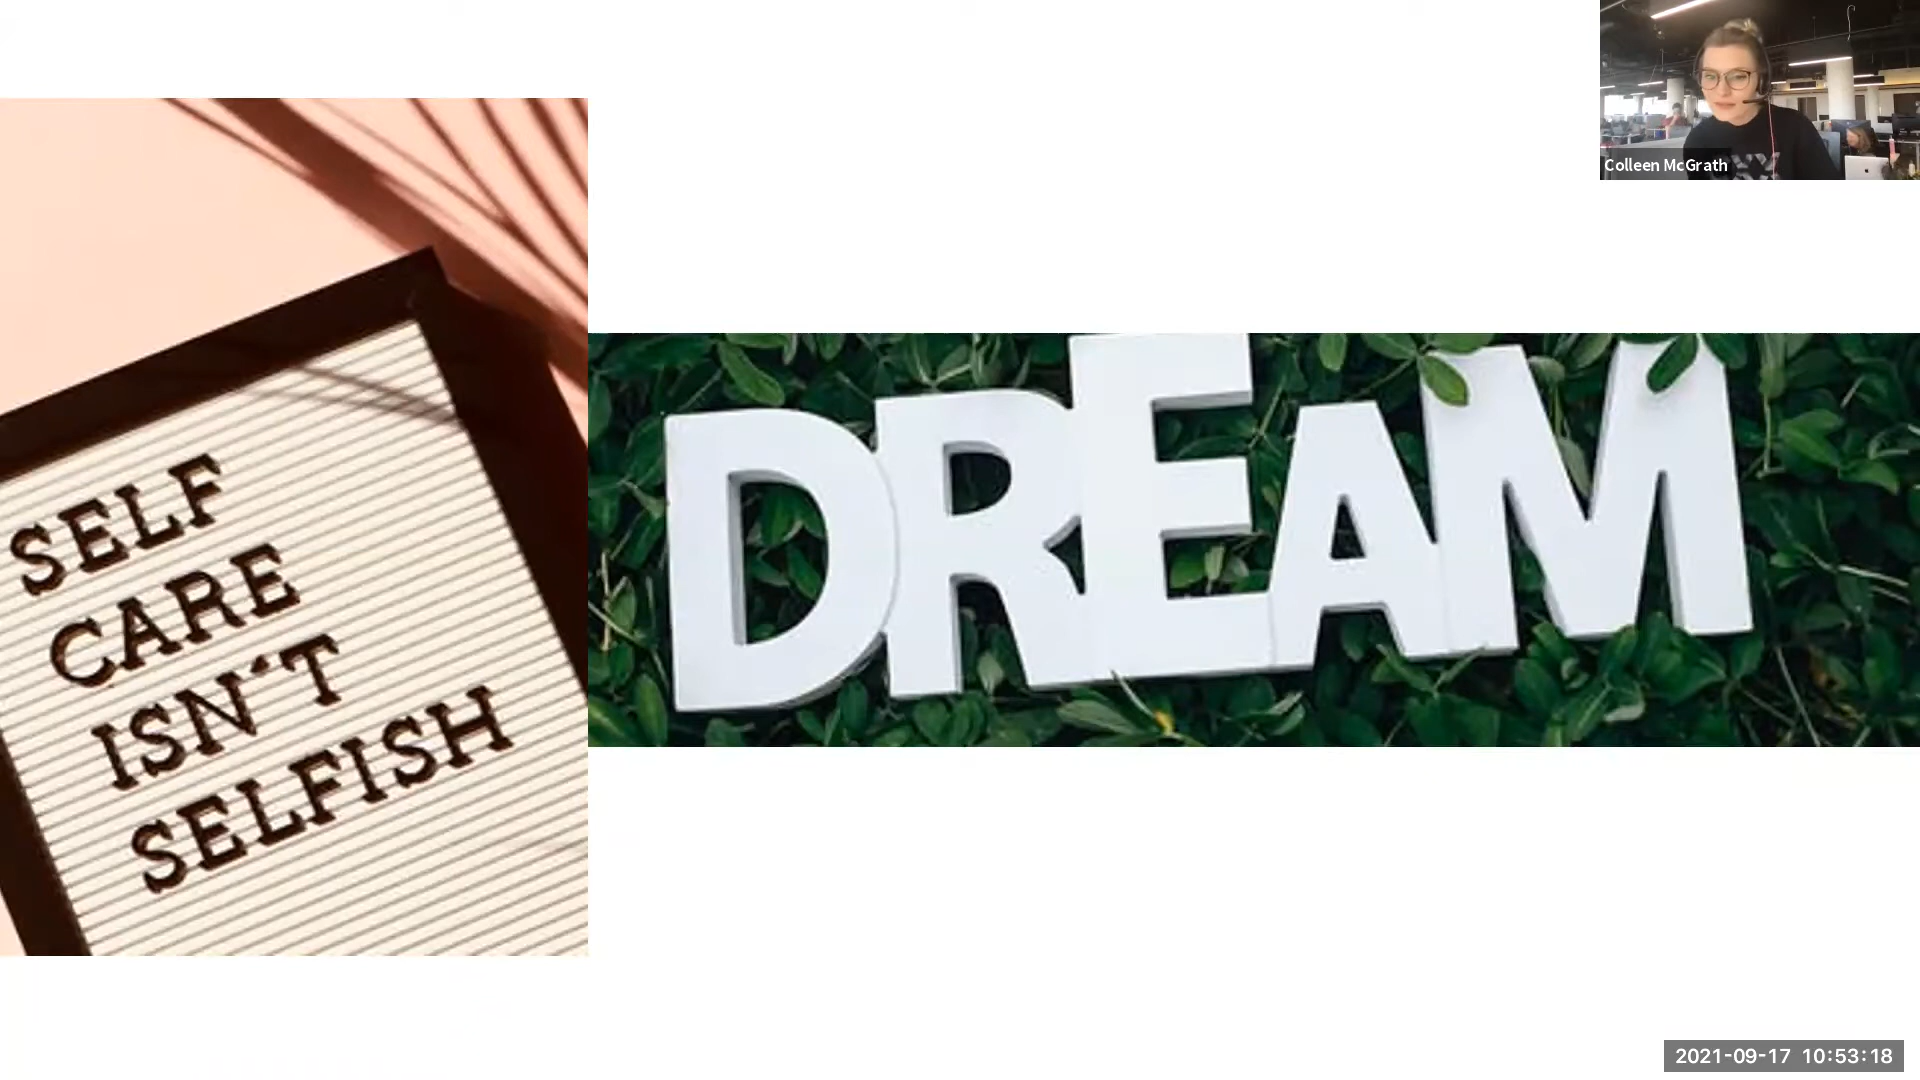 Colleen McGrath
SELF
CARE
ISN'T
SELFISH
DREAM
2021-09-17 10:53:18